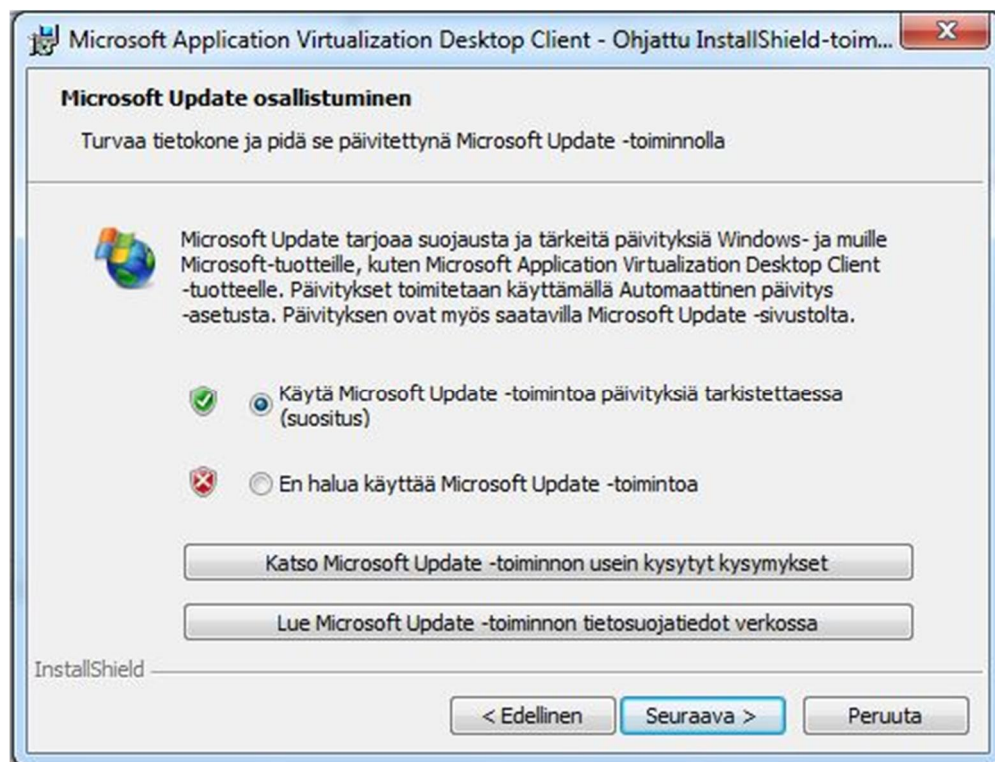 Microsoft Application Virtualization Desktop Client - Ohjattu InstallShield-toim...
Microsoft Update osallistuminen
Turvaa tietokone ja pidä se päivitettynä Microsoft Update -toiminnolla
Microsoft Update tarjoaa suojausta ja tärkeitä päivityksiä Windows- ja muille
Microsoft-tuotteille, kuten Microsoft Application Virtualization Desktop Client
-tuotteelle. Päivitykset toimitetaan käyttämällä Automaattinen päivitys
-asetusta. Päivityksen ovat myös saatavilla Microsoft Update -sivustolta.
Käytä Microsoft Update -toimintoa päivityksiä tarkistettaessa
(suositus)
En halua käyttää Microsoft Update -toimintoa
Katso Microsoft Update -toiminnon usein kysytyt kysymykset
Lue Microsoft Update -toiminnon tietosuojatiedot verkossa
InstallShield
< Edellinen
Seuraava >
Peruuta